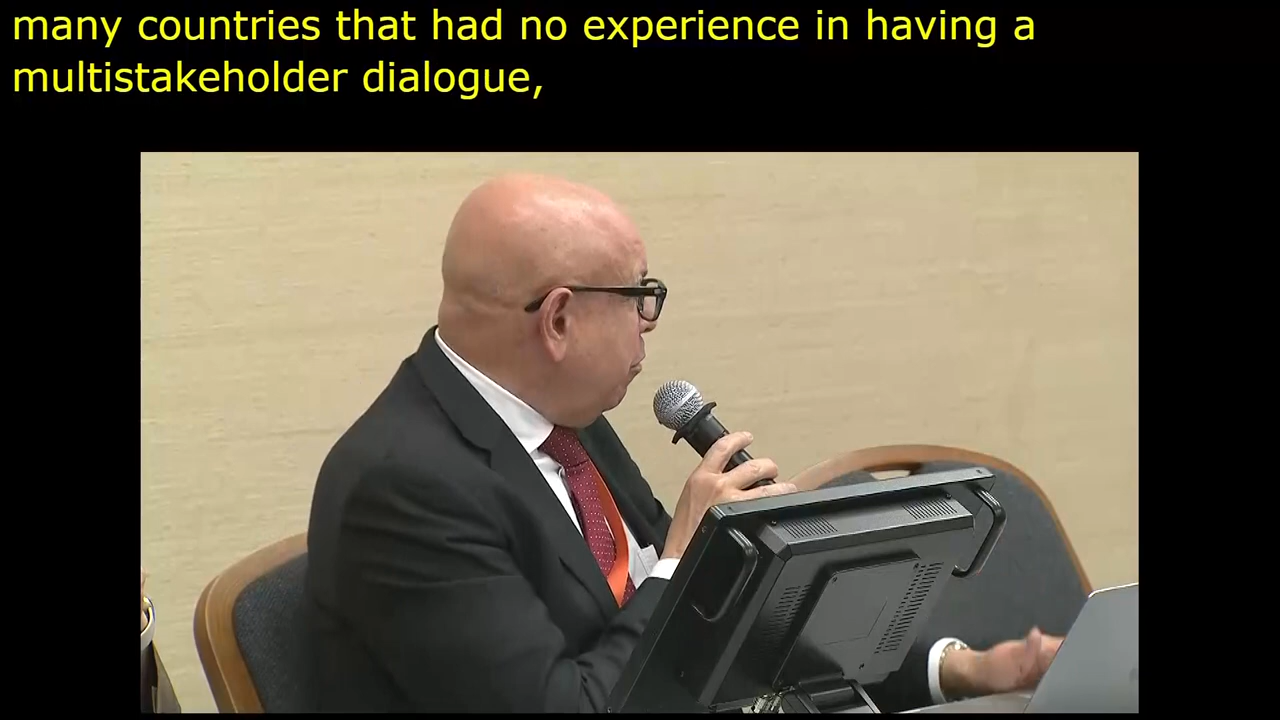 many countries that had no experience in having a
multistakeholder dialogue,